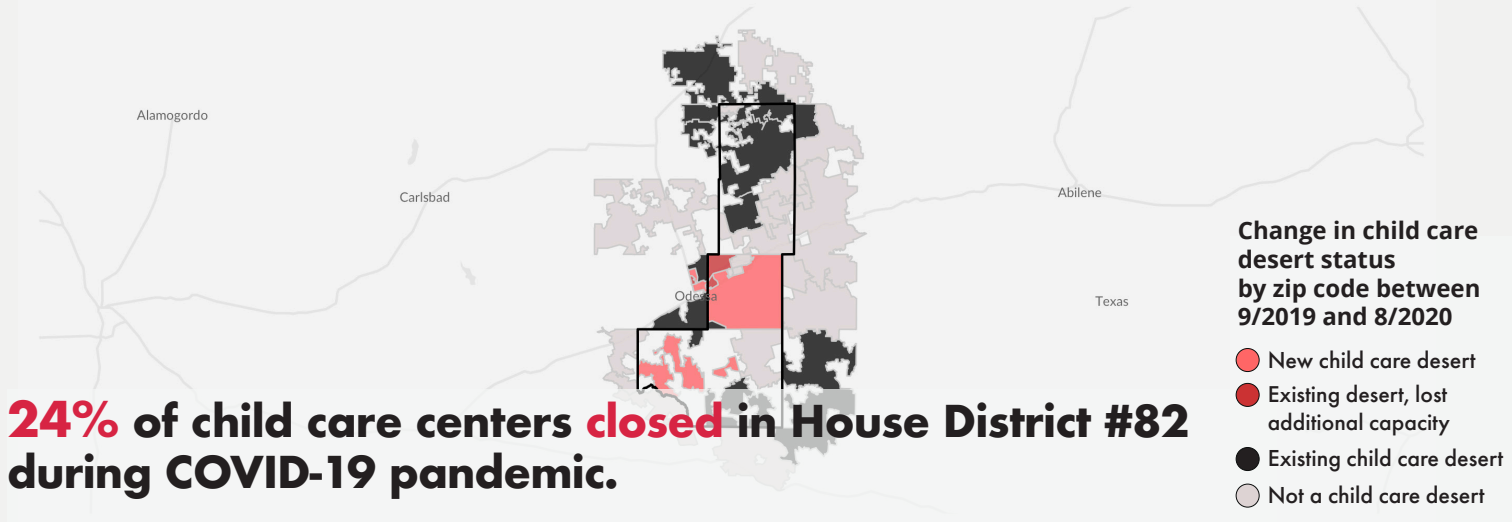 Alamogordo
Carlsbad
Abilene
Odessa
Texas
Change in child care
desert status
by zip code between
9/2019 and 8/2020
New child care desert
Existing desert, lost
additional capacity
Existing child care desert
Not a child care desert
24% of child care centers closed in House District #82
during COVID-19 pandemic.